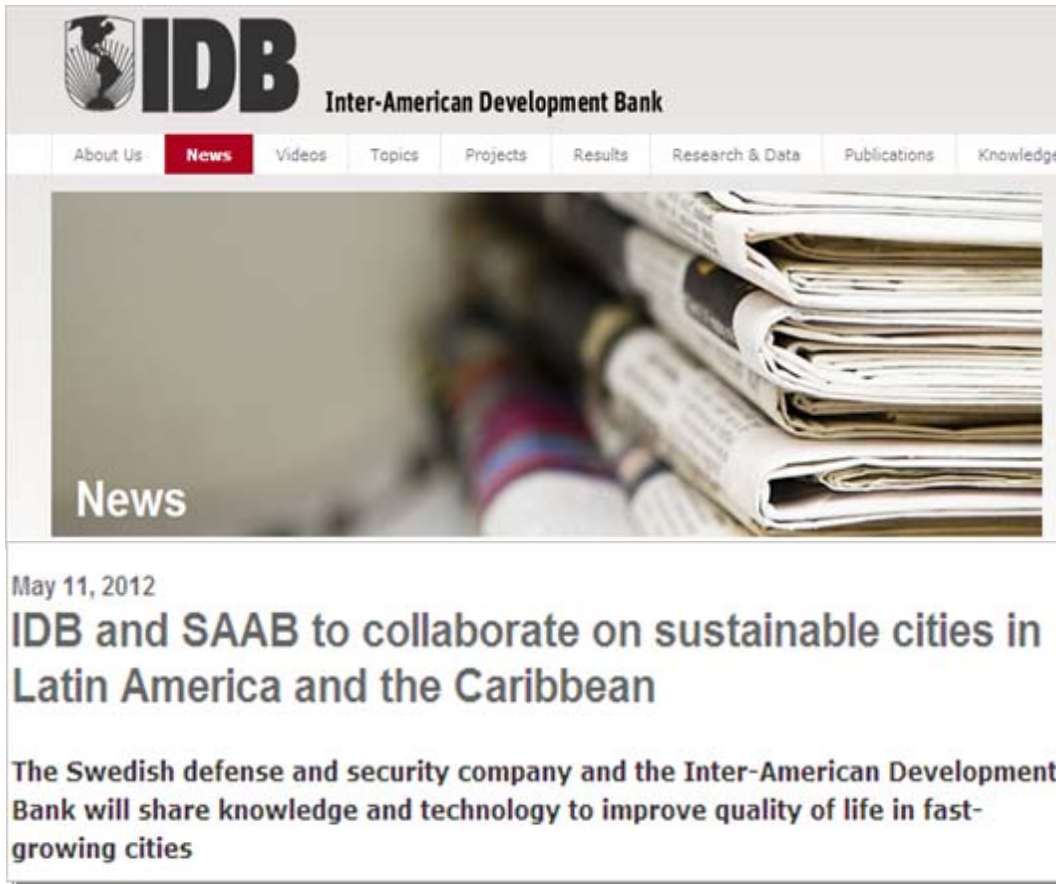 IDB
Inter-American Development Bank
About Us News Videos Topics Projects Results Research & Data Publications Knowledge
News
May 11, 2012
IDB and SAAB to collaborate on sustainable cities in
Latin America and the Caribbean
The Swedish defense and security company and the Inter-American Development
Bank will share knowledge and technology to improve quality of life in fast-
growing cities